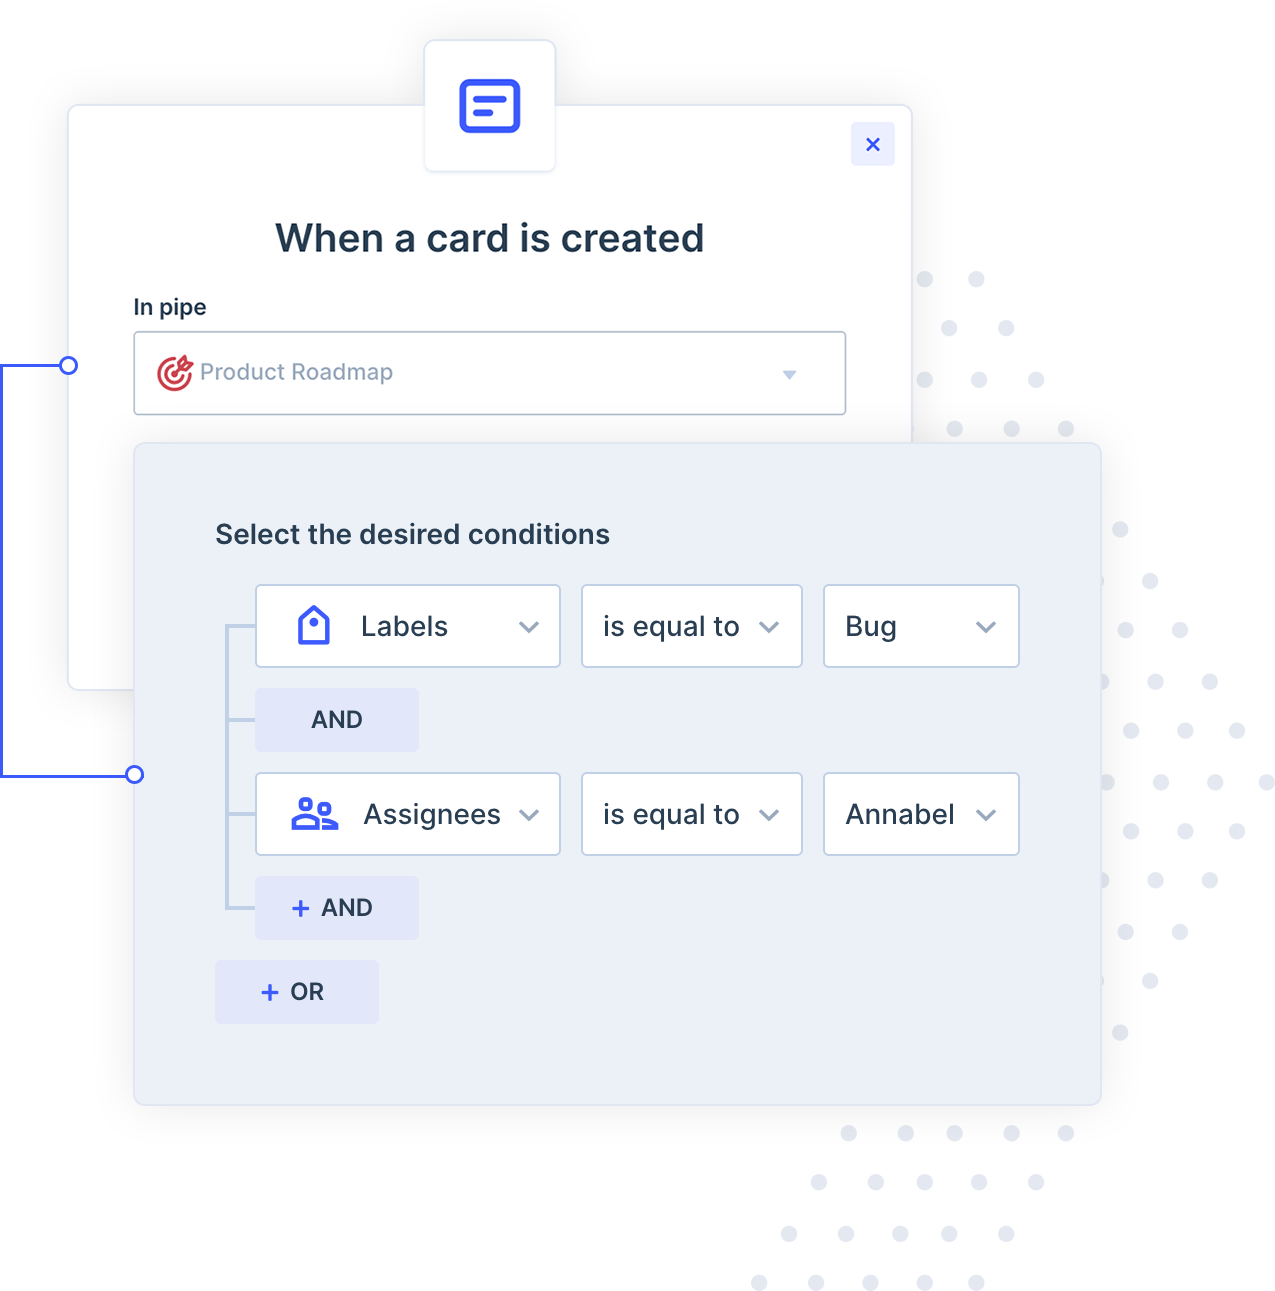 When a card is created
In pipe
Product Roadmap
Select the desired conditions
Labels is equal to Bug
AND
Assignees is equal to Annabel
+ AND
+ OR